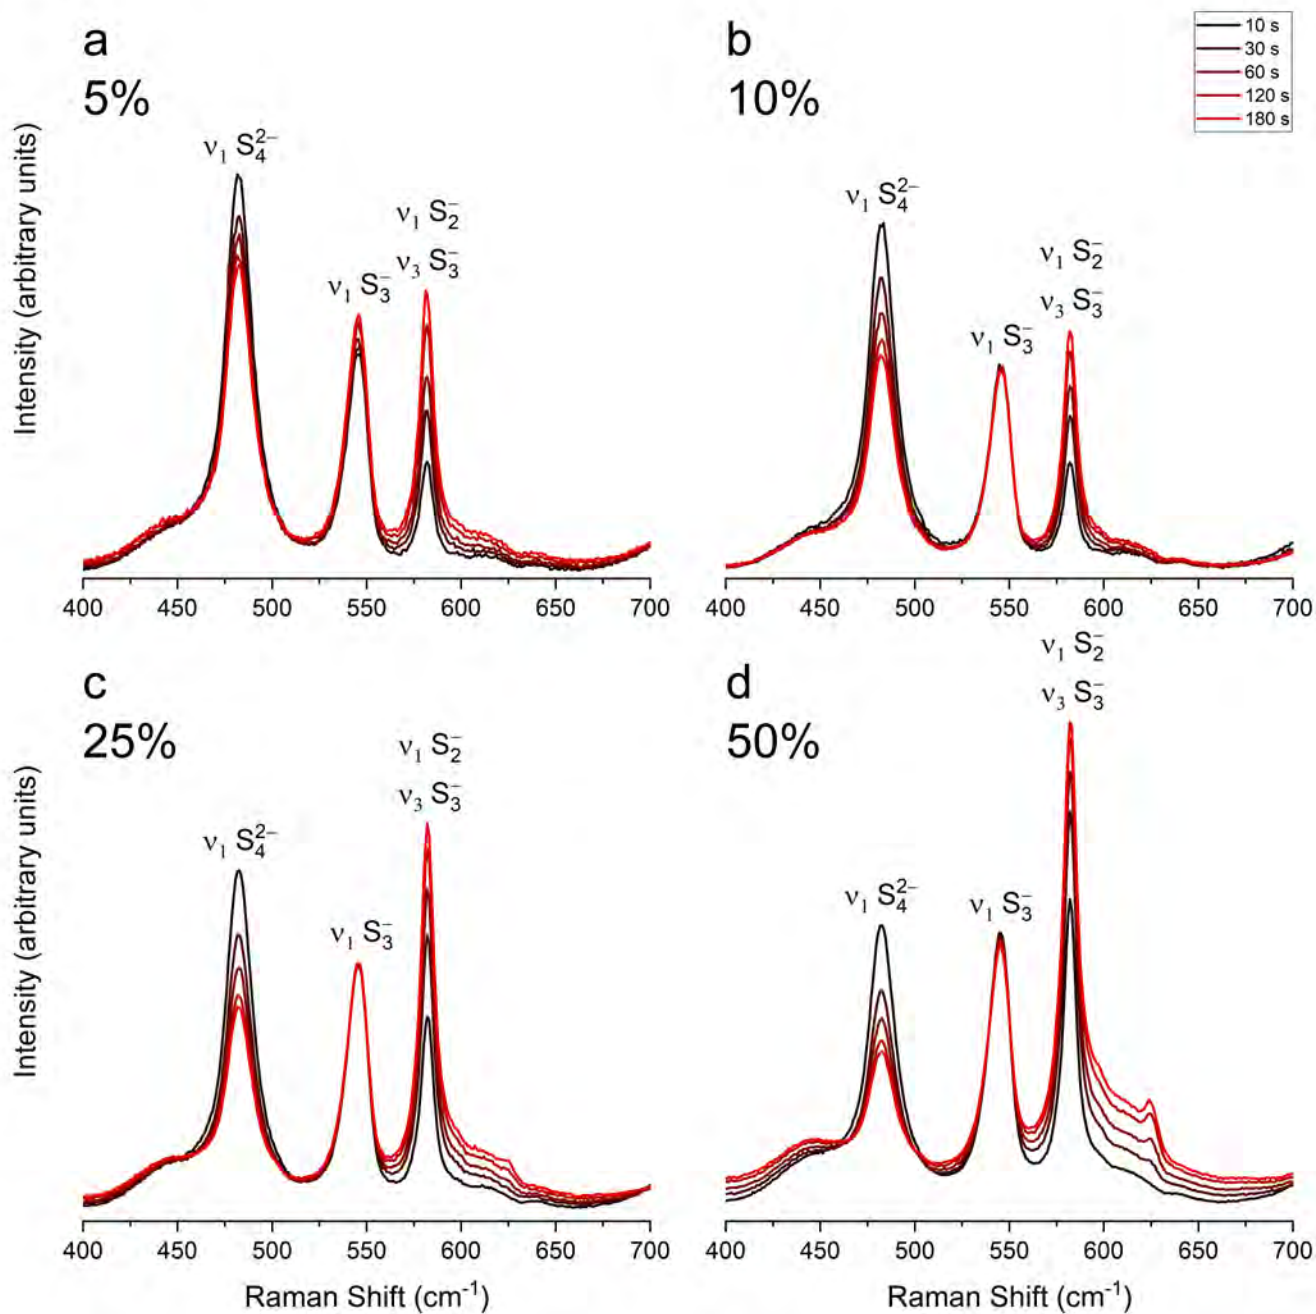 a
5%
ν₁ S₄²⁻
ν₁ S₃⁻
ν₁ S₂⁻
ν₃ S₃⁻
Intensity (arbitrary units)
400 450 500 550 600 650 700
b
10%
10 s
30 s
60 s
120 s
180 s
ν₁ S₄²⁻
ν₁ S₃⁻
ν₁ S₂⁻
ν₃ S₃⁻
400 450 500 550 600 650 700
c
25%
ν₁ S₄²⁻
ν₁ S₃⁻
ν₁ S₂⁻
ν₃ S₃⁻
Intensity (arbitrary units)
400 450 500 550 600 650 700
Raman Shift (cm⁻¹)
d
50%
ν₁ S₄²⁻
ν₁ S₃⁻
ν₁ S₂⁻
ν₃ S₃⁻
400 450 500 550 600 650 700
Raman Shift (cm⁻¹)